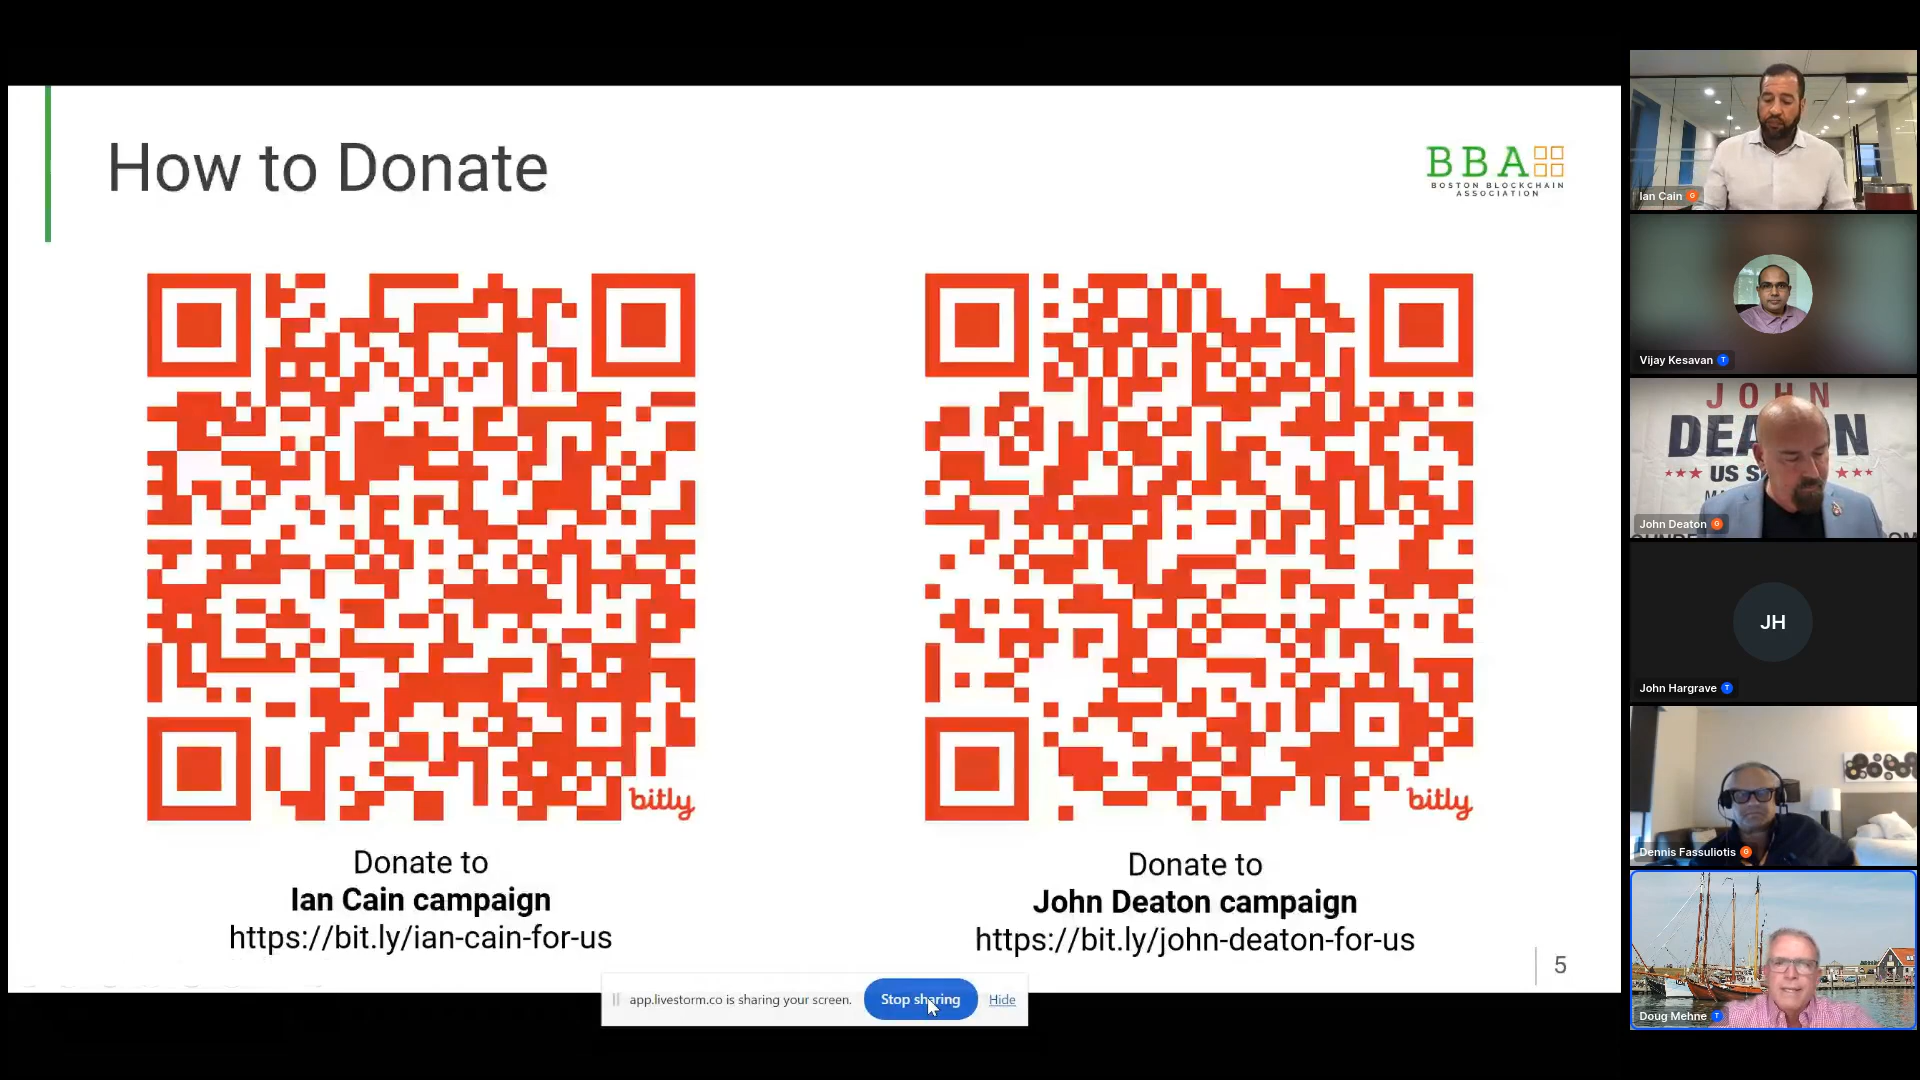 How to Donate
BBA
BOSTON BLOCKCHAIN
ASSOCIATION
bitly
bitly
Donate to
Ian Cain campaign
https://bit.ly/ian-cain-for-us
Donate to
John Deaton campaign
https://bit.ly/john-deaton-for-us
5
app.livestorm.co is sharing your screen.
Stop sharing
Hide
Ian Cain G
Vijay Kesavan T
JOHN
DEA N
US S
John Deaton G
JH
John Hargrave T
Dennis Fassuliotis G
Doug Mehne T